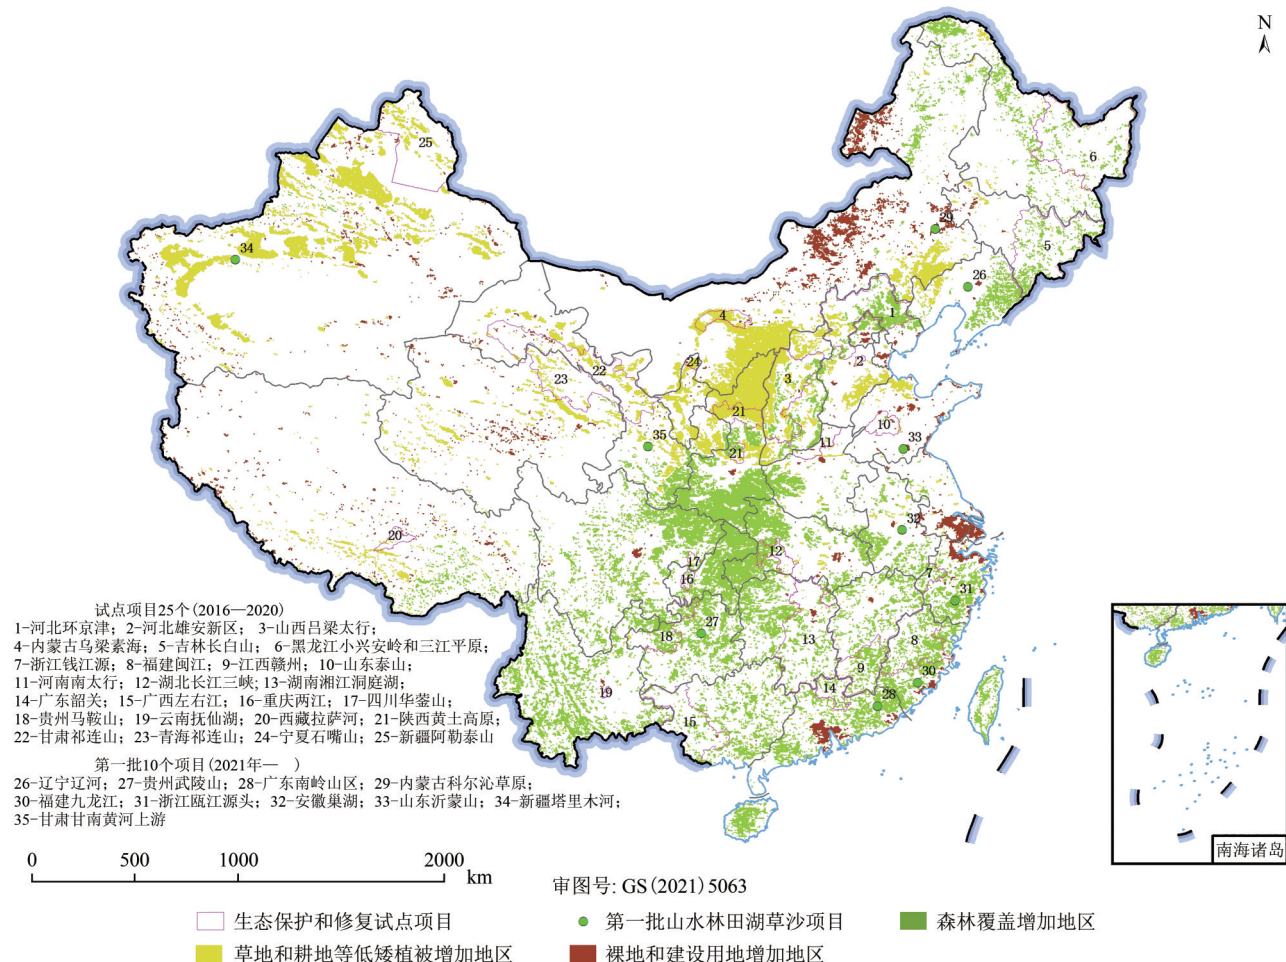 N
25
6
34
29
5
26
4
1
24
2
22
3
23
21
10
35
33
21
11
32
20
12
17
7
16
31
27
18
8
13
9
30
19
14
28
15
试点项目25个(2016—2020)
1-河北环京津；2-河北雄安新区； 3-山西吕梁太行；
4-内蒙古乌梁素海；5-吉林长白山； 6-黑龙江小兴安岭和三江平原；
7-浙江钱江源；8-福建闽江；9-江西赣州；10-山东泰山；
11-河南南太行；12-湖北长江三峡; 13-湖南湘江洞庭湖；
14-广东韶关；15-广西左右江；16-重庆两江；17-四川华蓥山；
18-贵州马鞍山；19-云南抚仙湖；20-西藏拉萨河；21-陕西黄土高原；
22-甘肃祁连山；23-青海祁连山；24-宁夏石嘴山；25-新疆阿勒泰山
第一批10个项目(2021年— )
26-辽宁辽河；27-贵州武陵山；28-广东南岭山区；29-内蒙古科尔沁草原；
30-福建九龙江；31-浙江瓯江源头；32-安徽巢湖；33-山东沂蒙山；34-新疆塔里木河；
35-甘肃甘南黄河上游
南海诸岛
0 500 1000 2000
km
审图号: GS(2021)5063
生态保护和修复试点项目 第一批山水林田湖草沙项目 森林覆盖增加地区
草地和耕地等低矮植被增加地区 裸地和建设用地增加地区